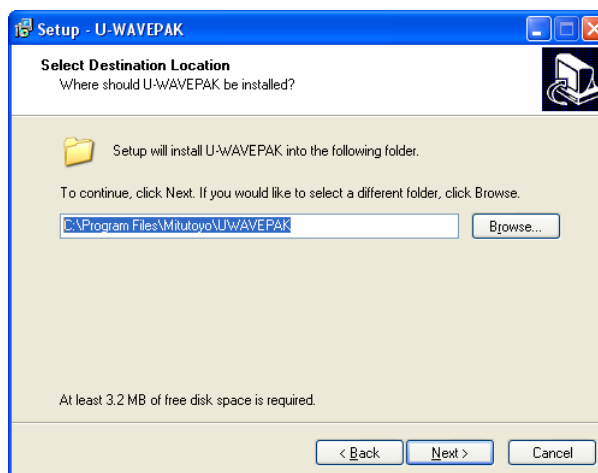 Setup - U-WAVEPAK
Select Destination Location
Where should U-WAVEPAK be installed?
Setup will install U-WAVEPAK into the following folder.
To continue, click Next. If you would like to select a different folder, click Browse.
C:\Program Files\Mitutoyo\UWAVEPAK
Browse...
At least 3.2 MB of free disk space is required.
< Back Next > Cancel